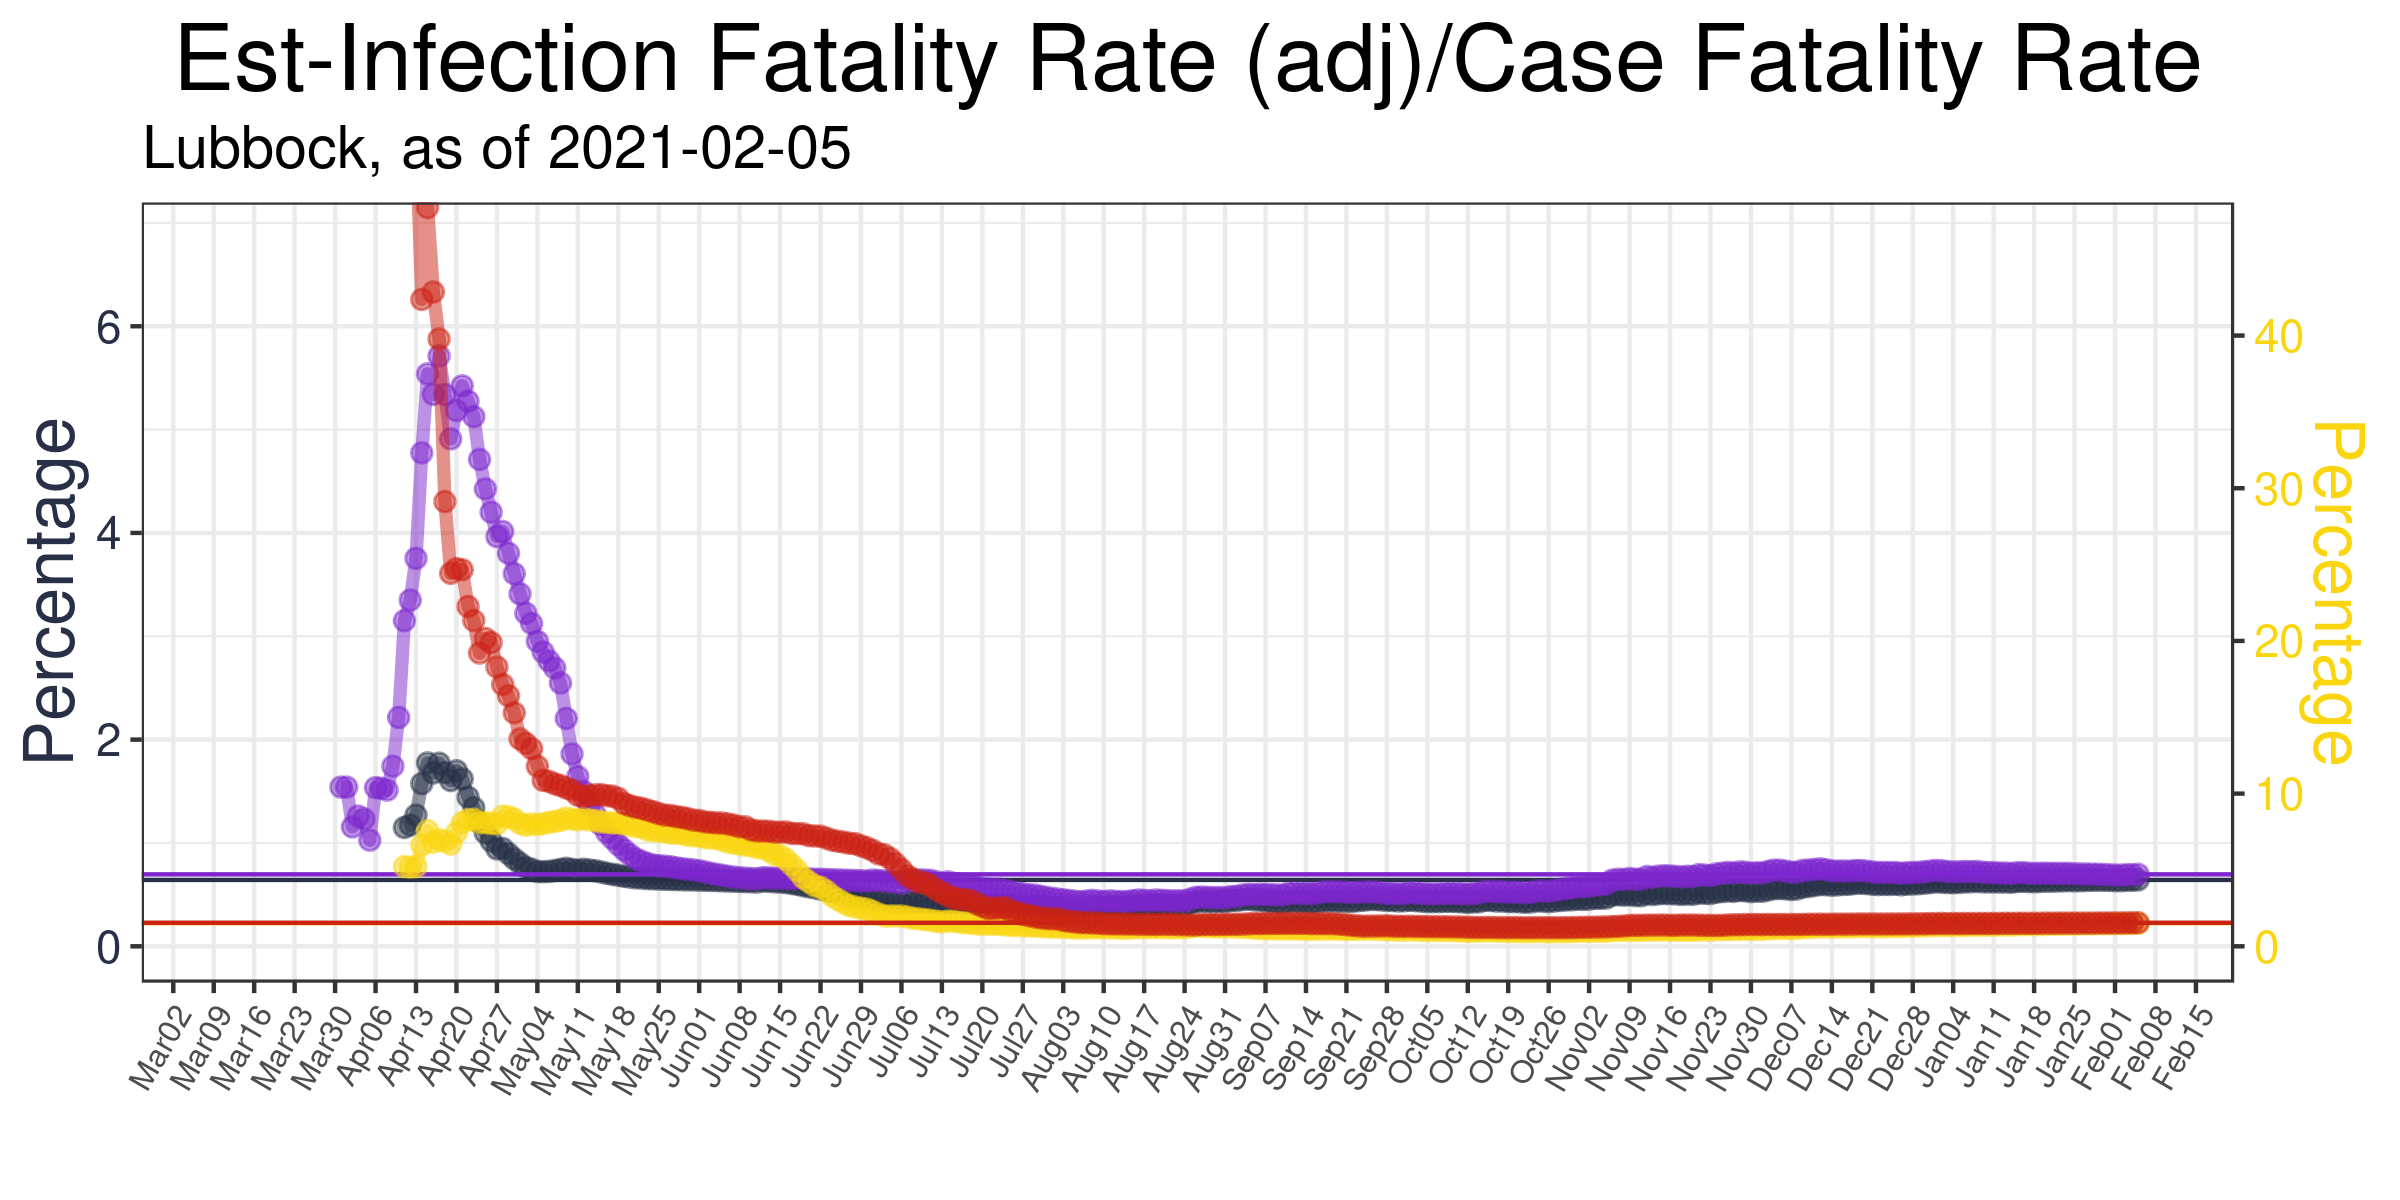 Est-Infection Fatality Rate (adj)/Case Fatality Rate
Lubbock, as of 2021-02-05
Percentage
6
4
2
0
40
30
20
10
0
Percentage
Mar02
Mar09
Mar16
Mar23
Mar30
Apr06
Apr13
Apr20
Apr27
May04
May11
May18
May25
Jun01
Jun08
Jun15
Jun22
Jun29
Jul06
Jul13
Jul20
Jul27
Aug03
Aug10
Aug17
Aug24
Aug31
Sep07
Sep14
Sep21
Sep28
Oct05
Oct12
Oct19
Oct26
Nov02
Nov09
Nov16
Nov23
Nov30
Dec07
Dec14
Dec21
Dec28
Jan04
Jan11
Jan18
Jan25
Feb01
Feb08
Feb15